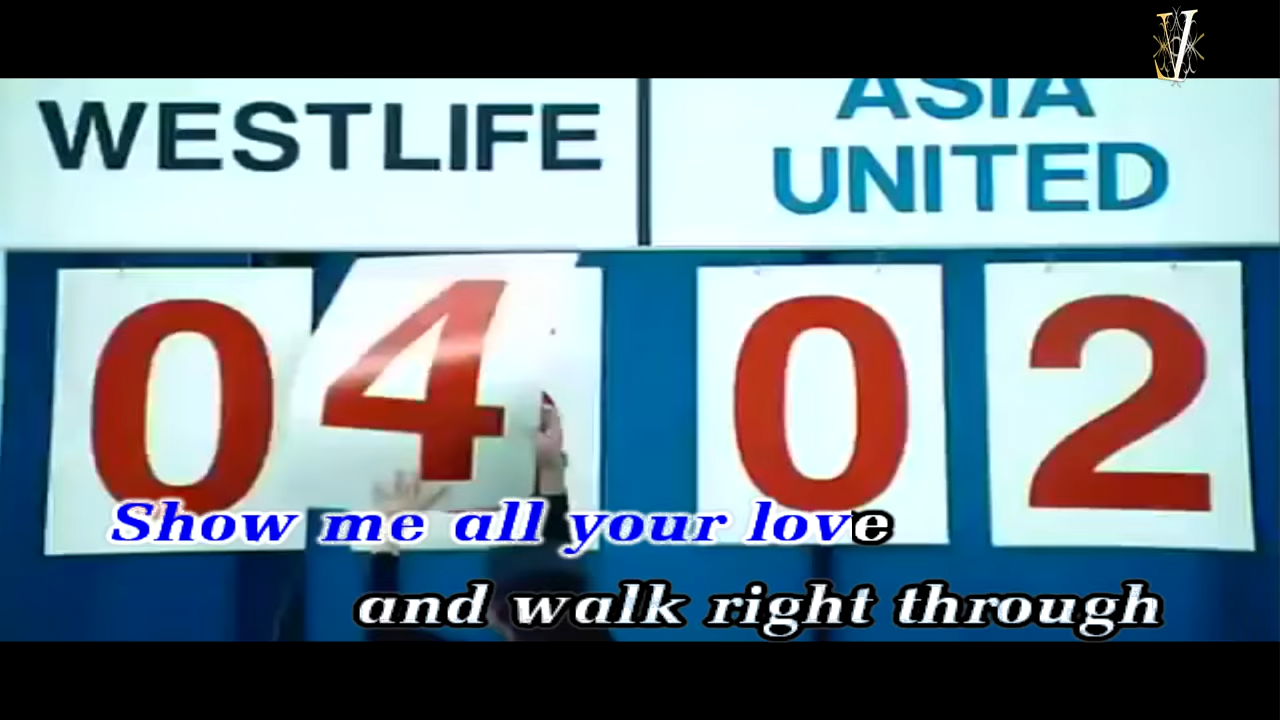 WESTLIFE
ASIA
UNITED
04 02
Show me all your love
and walk right through